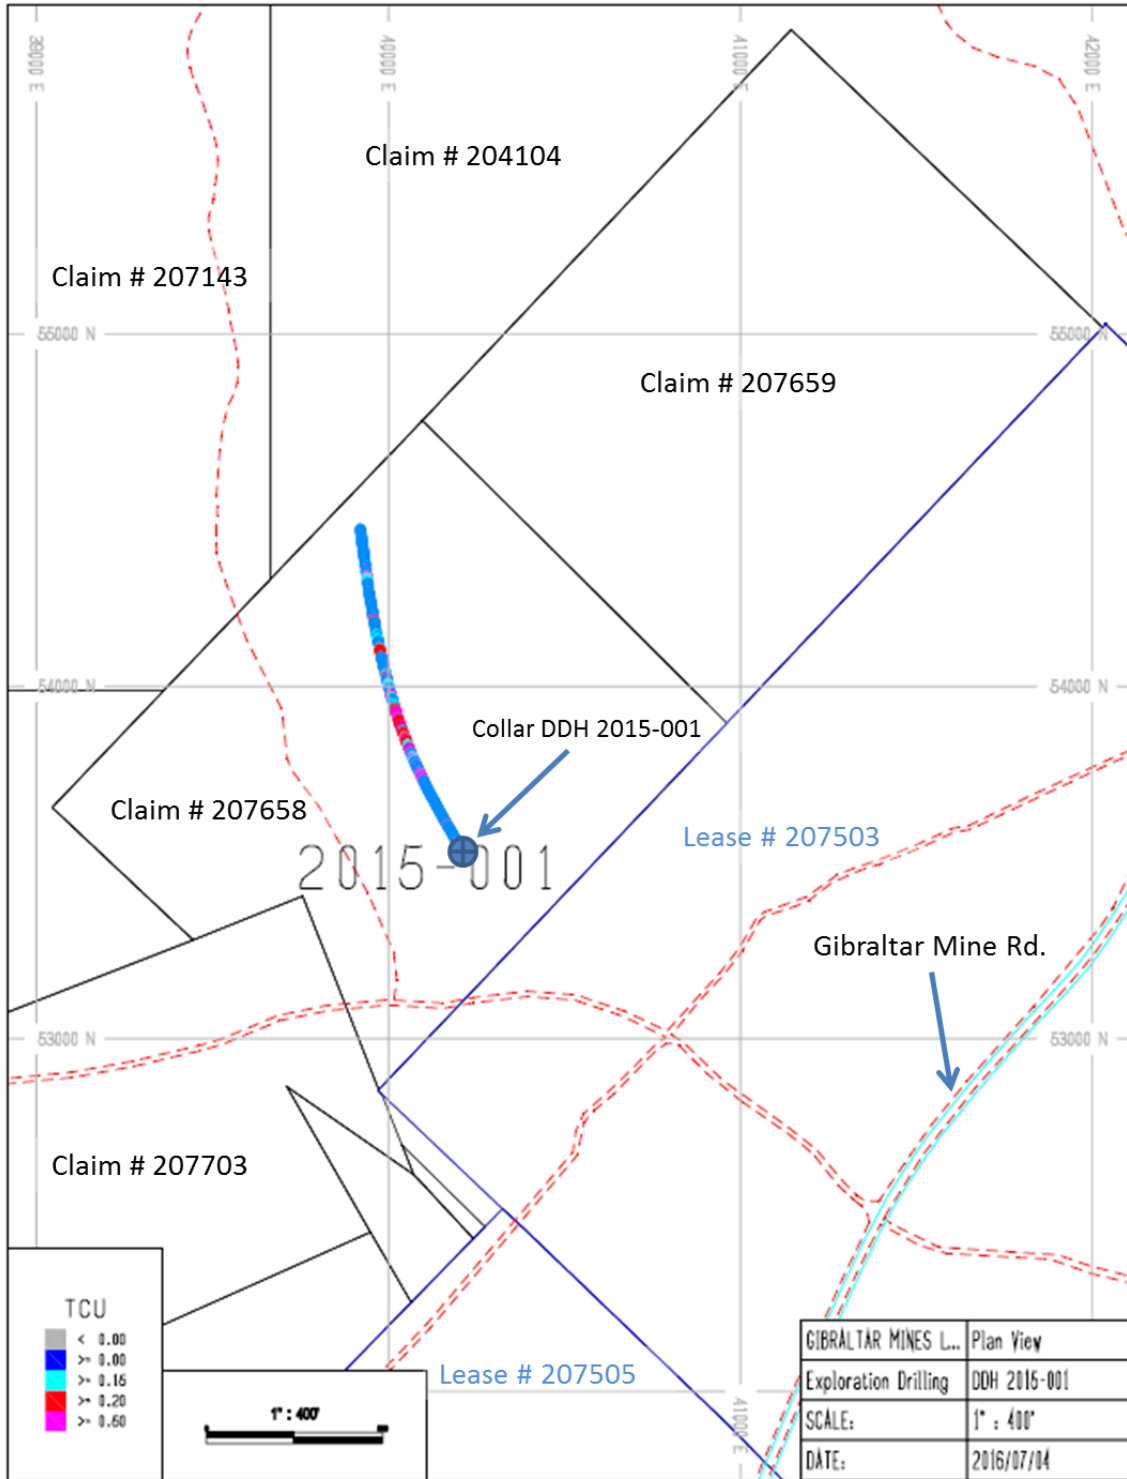 39000 E
40000 E
41000 E
42000 E
Claim # 204104
Claim # 207143
55000 N
55000 N
Claim # 207659
54000 N
54000 N
Collar DDH 2015-001
Claim # 207658
Lease # 207503
2015-001
Gibraltar Mine Rd.
53000 N
53000 N
Claim # 207703
TCU
< 0.00
>= 0.00
>= 0.15
>= 0.20
>= 0.60
Lease # 207505
1" : 400'
41000 E
GIBRALTAR MINES L... Plan View
Exploration Drilling DDH 2015-001
SCALE: 1" : 400'
DATE: 2016/07/04